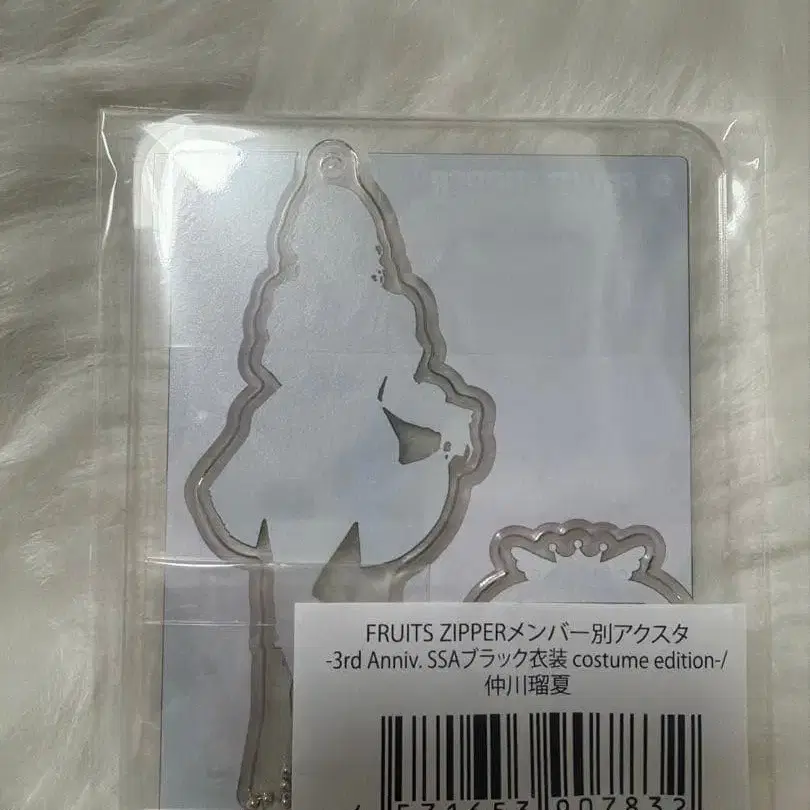 FRUITS ZIPPERメンバー別アクスタ
-3rd Anniv. SSAブラック衣装 costume edition-/
仲川瑠夏